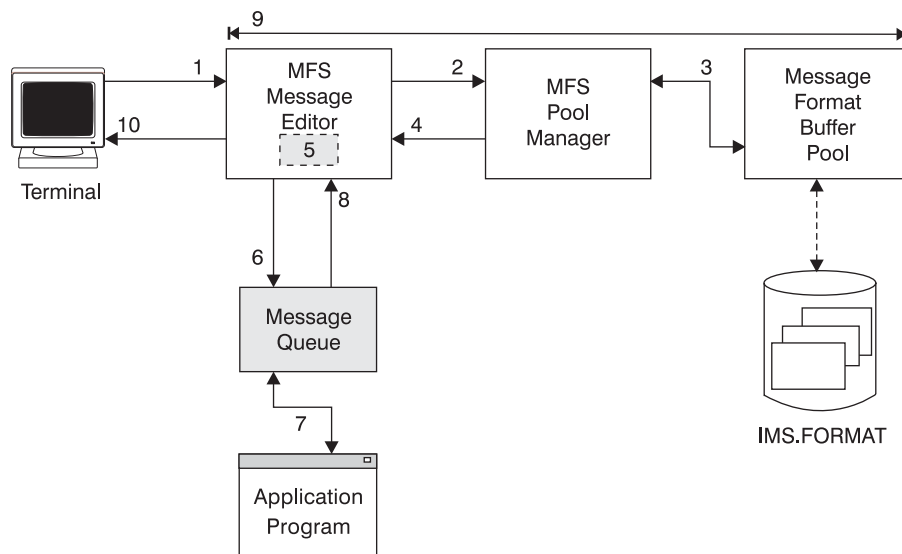 9
1
MFS
Message
Editor
5
2
MFS
Pool
Manager
3
Message
Format
Buffer
Pool
10
4
Terminal
8
6
Message
Queue
7
IMS.FORMAT
Application
Program